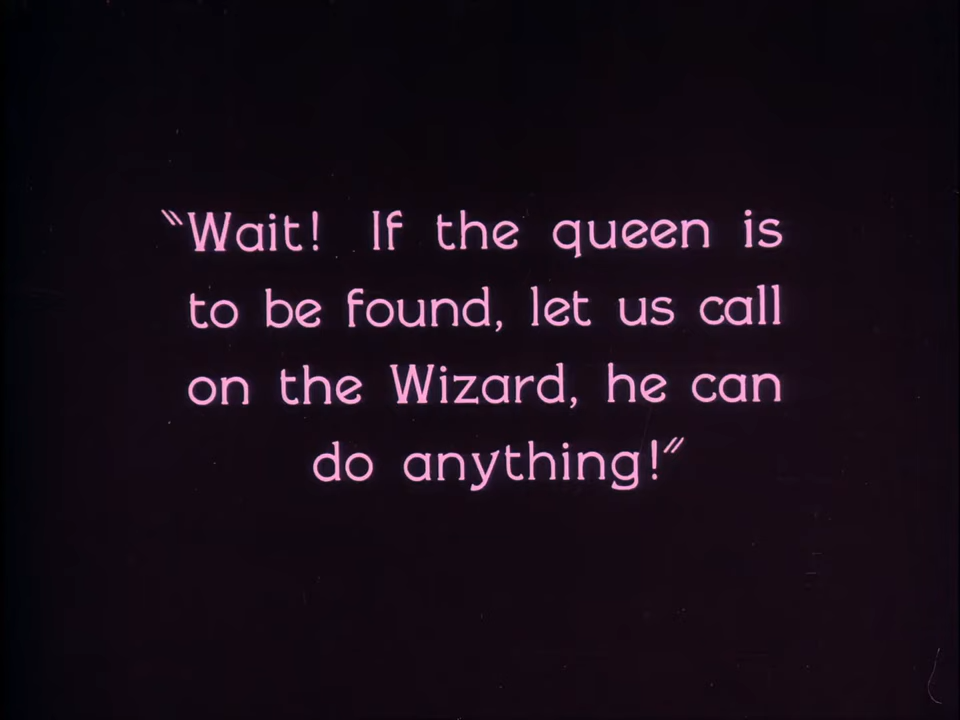 "Wait! If the queen is
to be found, let us call
on the Wizard, he can
do anything!"